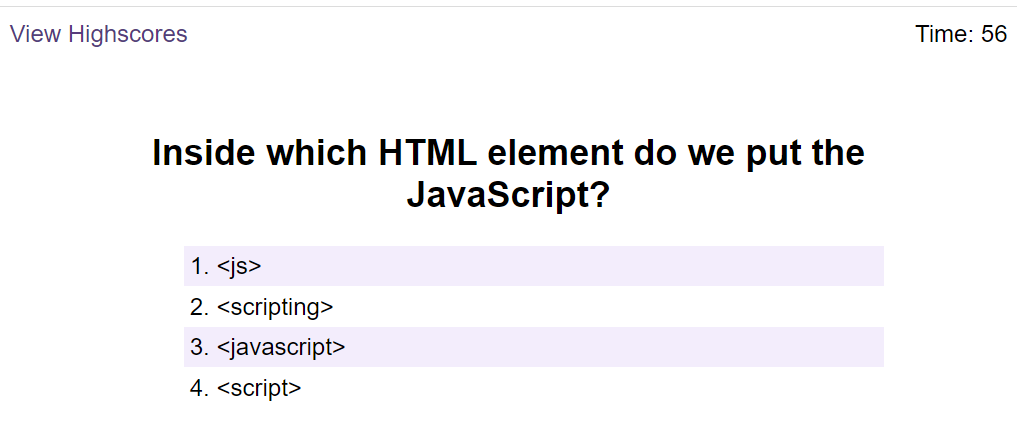 View Highscores
Time: 56
Inside which HTML element do we put the
JavaScript?
1. <js>
2. <scripting>
3. <javascript>
4. <script>